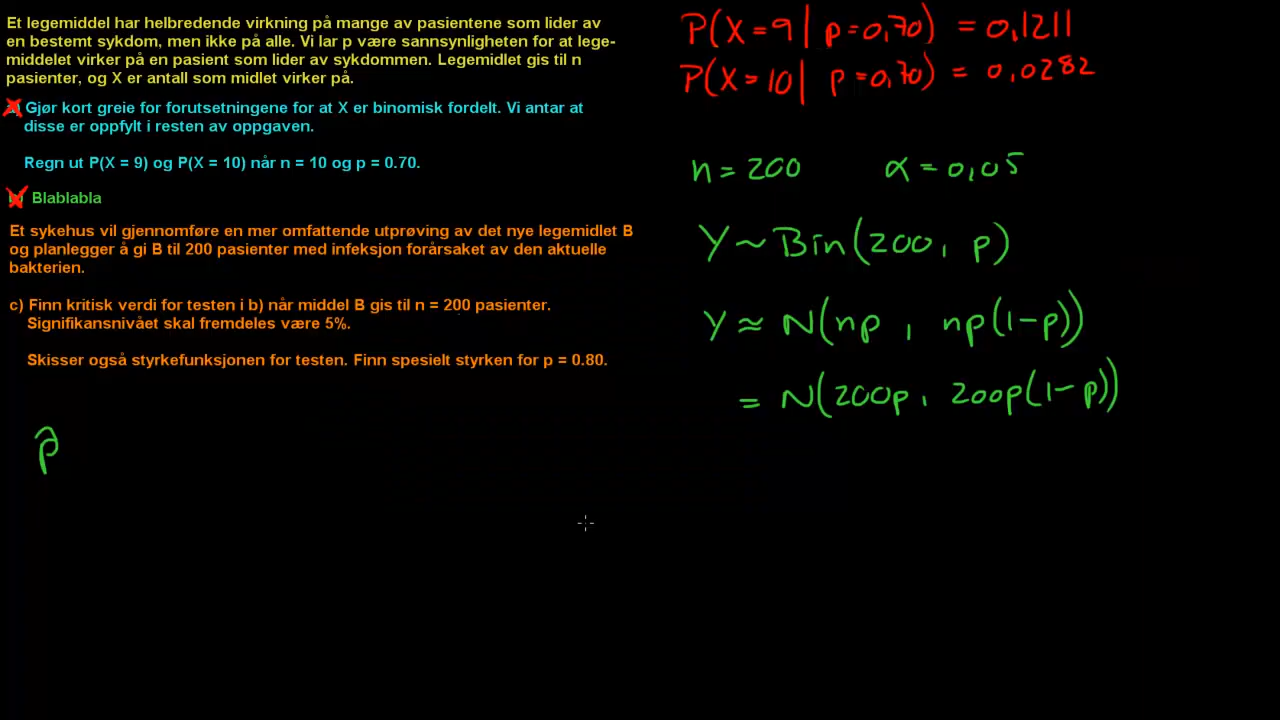 Et legemiddel har helbredende virkning på mange av pasientene som lider av
en bestemt sykdom, men ikke på alle. Vi lar p være sannsynligheten for at lege-
middelet virker på en pasient som lider av sykdommen. Legemidlet gis til n
pasienter, og X er antall som midlet virker på.
a) Gjør kort greie for forutsetningene for at X er binomisk fordelt. Vi antar at
disse er oppfylt i resten av oppgaven.
Regn ut P(X = 9) og P(X = 10) når n = 10 og p = 0.70.
b) Blablabla
Et sykehus vil gjennomføre en mer omfattende utprøving av det nye legemidlet B
og planlegger å gi B til 200 pasienter med infeksjon forårsaket av den aktuelle
bakterien.
c) Finn kritisk verdi for testen i b) når middel B gis til n = 200 pasienter.
Signifikansnivået skal fremdeles være 5%.
Skisser også styrkefunksjonen for testen. Finn spesielt styrken for p = 0.80.
p̂
P(X=9 | p=0,70) = 0,1211
P(X=10 | p=0,70) = 0,0282
n = 200 α = 0,05
Y ~ Bin(200, p)
Y ≈ N(np, np(1-p))
= N(200p, 200p(1-p))